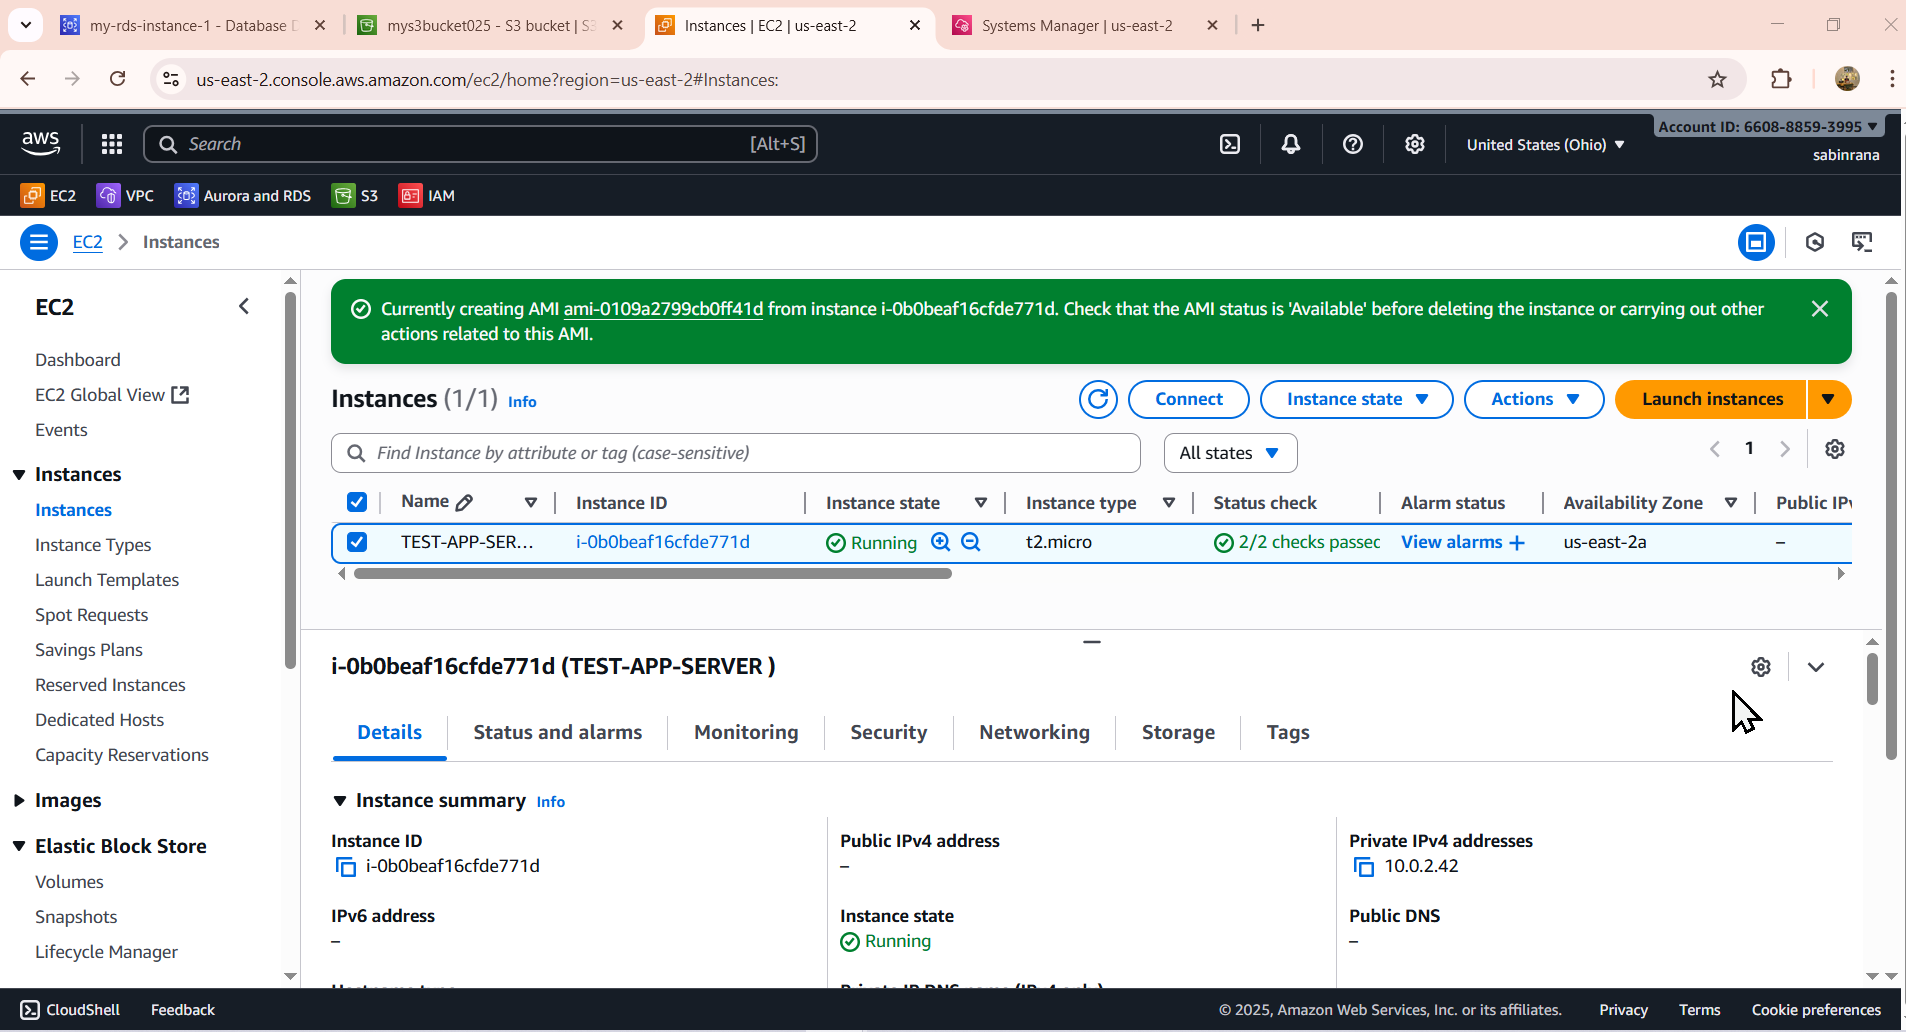 my-rds-instance-1 - Database D
mys3bucket025 - S3 bucket | S3
Instances | EC2 | us-east-2
Systems Manager | us-east-2
us-east-2.console.aws.amazon.com/ec2/home?region=us-east-2#Instances:
aws
Search
[Alt+S]
United States (Ohio)
Account ID: 6608-8859-3995
sabinrana
EC2
VPC
Aurora and RDS
S3
IAM
EC2
Instances
EC2
Dashboard
EC2 Global View
Events
Instances
Instances
Instance Types
Launch Templates
Spot Requests
Savings Plans
Reserved Instances
Dedicated Hosts
Capacity Reservations
Images
Elastic Block Store
Volumes
Snapshots
Lifecycle Manager
Currently creating AMI ami-0109a2799cb0ff41d from instance i-0b0beaf16cfde771d. Check that the AMI status is 'Available' before deleting the instance or carrying out other
actions related to this AMI.
Instances (1/1) Info
Connect
Instance state
Actions
Launch instances
Find Instance by attribute or tag (case-sensitive)
All states
1
Name
Instance ID
Instance state
Instance type
Status check
Alarm status
Availability Zone
Public IPv
TEST-APP-SER...
i-0b0beaf16cfde771d
Running
t2.micro
2/2 checks passec
View alarms +
us-east-2a
–
i-0b0beaf16cfde771d (TEST-APP-SERVER )
Details
Status and alarms
Monitoring
Security
Networking
Storage
Tags
Instance summary Info
Instance ID
i-0b0beaf16cfde771d
Public IPv4 address
–
Private IPv4 addresses
10.0.2.42
IPv6 address
–
Instance state
Running
Public DNS
–
CloudShell
Feedback
© 2025, Amazon Web Services, Inc. or its affiliates.
Privacy
Terms
Cookie preferences